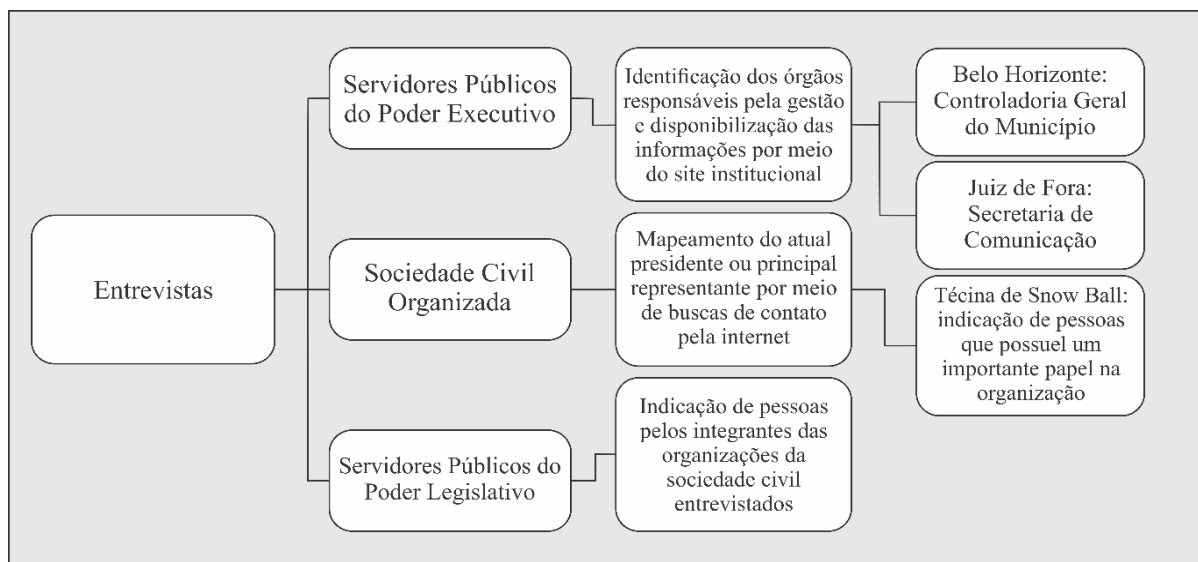 Entrevistas
Servidores Públicos
do Poder Executivo
Identificação dos órgãos
responsáveis pela gestão
e disponibilização das
informações por meio
do site institucional
Belo Horizonte:
Controladoria Geral
do Município
Juiz de Fora:
Secretaria de
Comunicação
Sociedade Civil
Organizada
Mapeamento do atual
presidente ou principal
representante por meio
de buscas de contato
pela internet
Técina de Snow Ball:
indicação de pessoas
que possuel um
importante papel na
organização
Servidores Públicos do
Poder Legislativo
Indicação de pessoas
pelos integrantes das
organizações da
sociedade civil
entrevistados